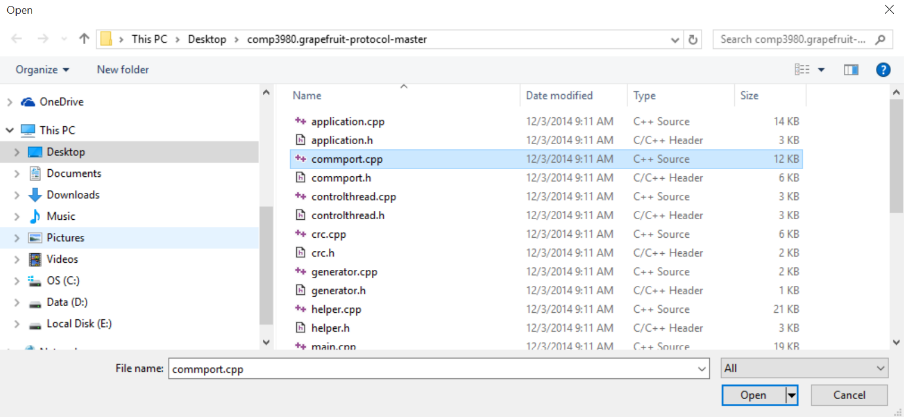 Open
This PC > Desktop > comp3980.grapefruit-protocol-master
Search comp3980.grapefruit-...
Organize
New folder
OneDrive
This PC
Desktop
Documents
Downloads
Music
Pictures
Videos
OS (C:)
Data (D:)
Local Disk (E:)
Name Date modified Type Size
application.cpp 12/3/2014 9:11 AM C++ Source 14 KB
application.h 12/3/2014 9:11 AM C/C++ Header 3 KB
commport.cpp 12/3/2014 9:11 AM C++ Source 12 KB
commport.h 12/3/2014 9:11 AM C/C++ Header 6 KB
controlthread.cpp 12/3/2014 9:11 AM C++ Source 3 KB
controlthread.h 12/3/2014 9:11 AM C/C++ Header 3 KB
crc.cpp 12/3/2014 9:11 AM C++ Source 6 KB
crc.h 12/3/2014 9:11 AM C/C++ Header 2 KB
generator.cpp 12/3/2014 9:11 AM C++ Source 2 KB
generator.h 12/3/2014 9:11 AM C/C++ Header 1 KB
helper.cpp 12/3/2014 9:11 AM C++ Source 21 KB
helper.h 12/3/2014 9:11 AM C/C++ Header 3 KB
main.cpp 12/3/2014 9:11 AM C++ Source 19 KB
File name: commport.cpp
All
Open
Cancel